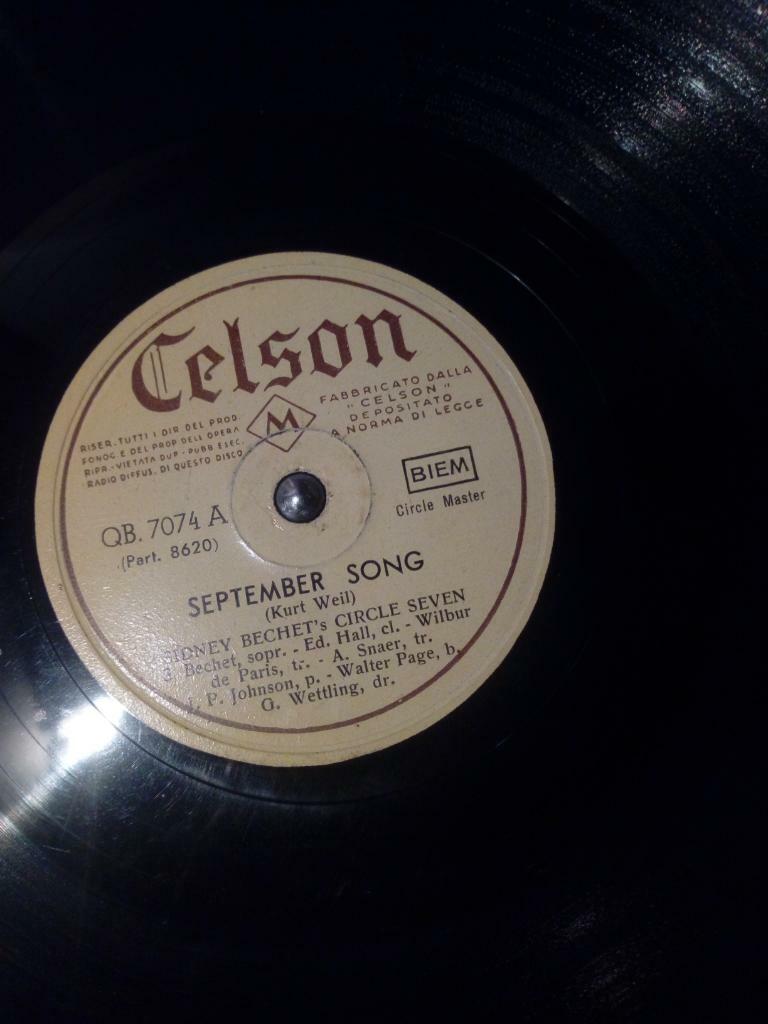 Celson
RISER. TUTTI I DIR DEL PROD.
FONOG E DEL PROP DELL OPERA
RIPR. - VIETATA DUP - PUBB ESEC.
RADIO DIFFUS. DI QUESTO DISCO
M
FABBRICATO DALLA
"CELSON"
DEPOSITATO
A NORMA DI LEGGE
BIEM
Circle Master
QB. 7074 A
(Part. 8620)
SEPTEMBER SONG
(Kurt Weil)
SIDNEY BECHET's CIRCLE SEVEN
Bechet, sopr. - Ed. Hall, cl. - Wilbur
de Paris, tr. - A. Snaer, tr.
P. Johnson, p. - Walter Page, b.
G. Wettling, dr.